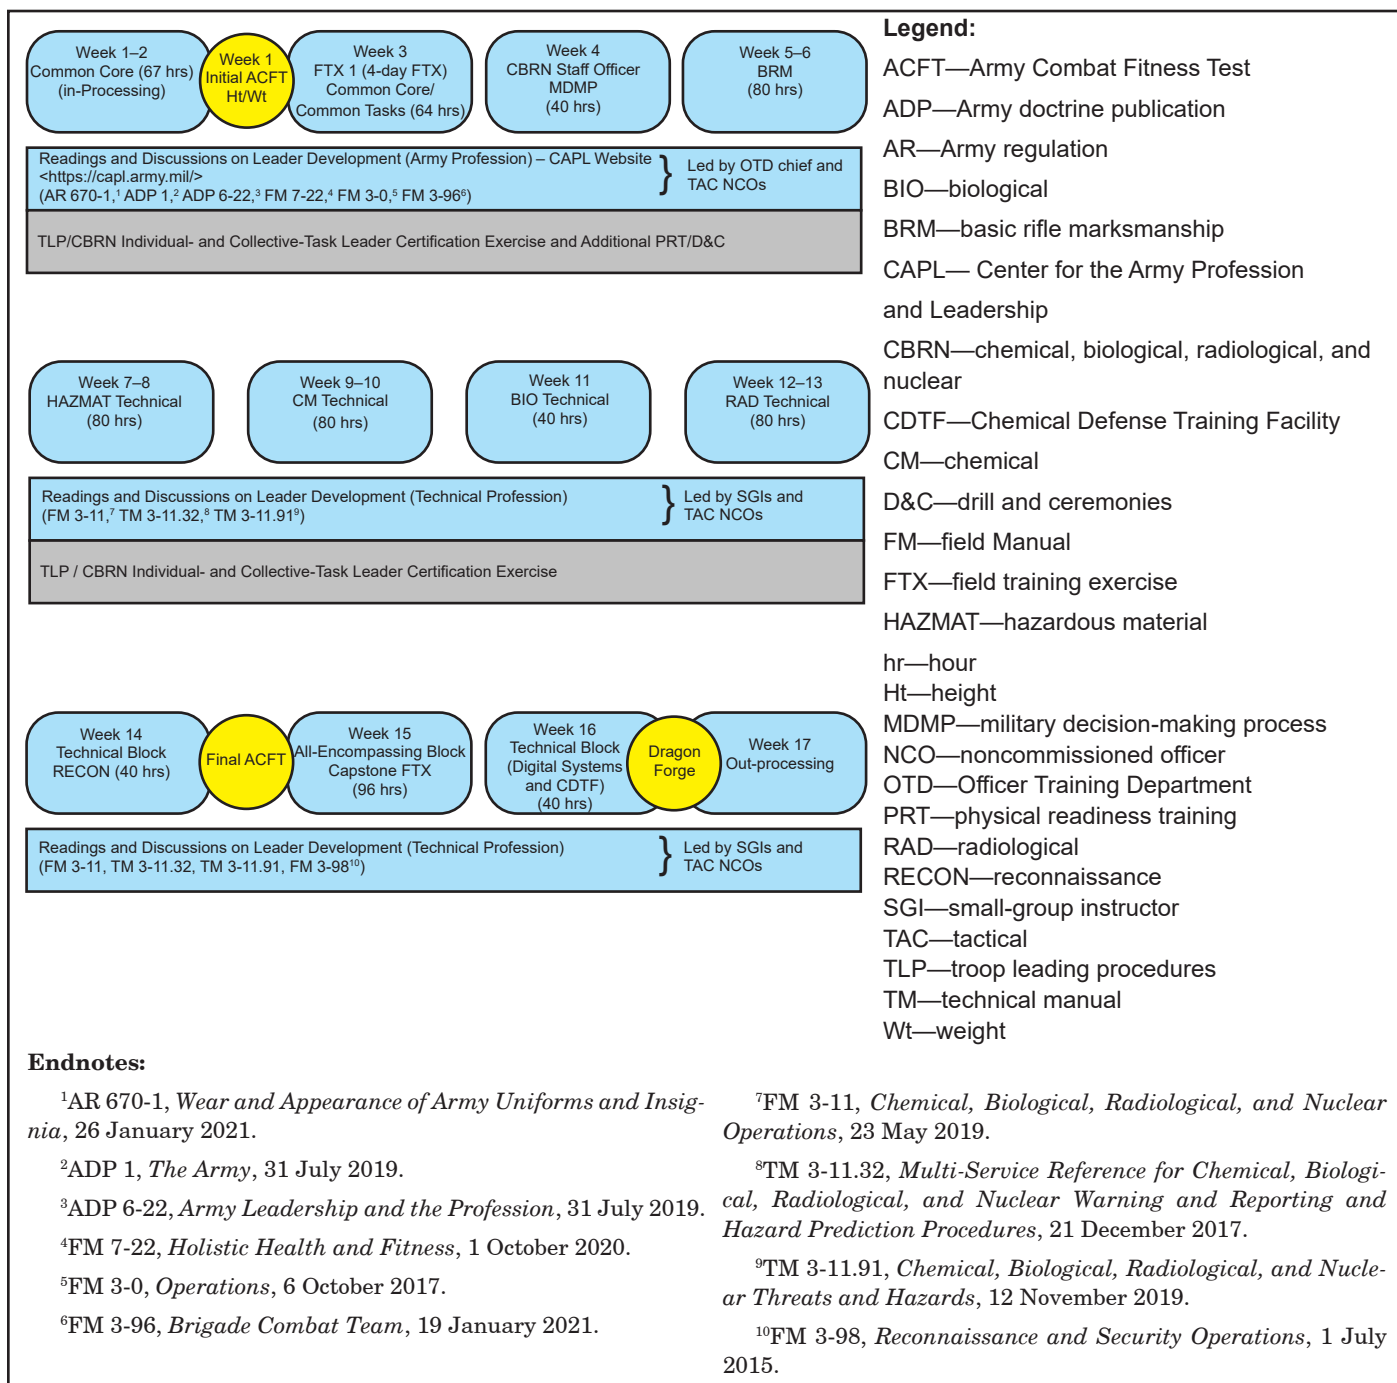 Week 1–2
Common Core (67 hrs)
(in-Processing)
Week 1
Initial ACFT
Ht/Wt
Week 3
FTX 1 (4-day FTX)
Common Core/
Common Tasks (64 hrs)
Week 4
CBRN Staff Officer
MDMP
(40 hrs)
Week 5–6
BRM
(80 hrs)
Readings and Discussions on Leader Development (Army Profession) – CAPL Website
<https://capl.army.mil/>
(AR 670-1,¹ ADP 1,² ADP 6-22,³ FM 7-22,⁴ FM 3-0,⁵ FM 3-96⁶)
} Led by OTD chief and
TAC NCOs
TLP/CBRN Individual- and Collective-Task Leader Certification Exercise and Additional PRT/D&C
Week 7–8
HAZMAT Technical
(80 hrs)
Week 9–10
CM Technical
(80 hrs)
Week 11
BIO Technical
(40 hrs)
Week 12–13
RAD Technical
(80 hrs)
Readings and Discussions on Leader Development (Technical Profession)
(FM 3-11,⁷ TM 3-11.32,⁸ TM 3-11.91⁹)
} Led by SGIs and
TAC NCOs
TLP / CBRN Individual- and Collective-Task Leader Certification Exercise
Week 14
Technical Block
RECON (40 hrs)
Final ACFT
Week 15
All-Encompassing Block
Capstone FTX
(96 hrs)
Week 16
Technical Block
(Digital Systems
and CDTF)
(40 hrs)
Dragon
Forge
Week 17
Out-processing
Readings and Discussions on Leader Development (Technical Profession)
(FM 3-11, TM 3-11.32, TM 3-11.91, FM 3-98¹⁰)
} Led by SGIs and
TAC NCOs
Legend:
ACFT—Army Combat Fitness Test
ADP—Army doctrine publication
AR—Army regulation
BIO—biological
BRM—basic rifle marksmanship
CAPL— Center for the Army Profession
and Leadership
CBRN—chemical, biological, radiological, and
nuclear
CDTF—Chemical Defense Training Facility
CM—chemical
D&C—drill and ceremonies
FM—field Manual
FTX—field training exercise
HAZMAT—hazardous material
hr—hour
Ht—height
MDMP—military decision-making process
NCO—noncommissioned officer
OTD—Officer Training Department
PRT—physical readiness training
RAD—radiological
RECON—reconnaissance
SGI—small-group instructor
TAC—tactical
TLP—troop leading procedures
TM—technical manual
Wt—weight
Endnotes:
¹AR 670-1, Wear and Appearance of Army Uniforms and Insig-
nia, 26 January 2021.
²ADP 1, The Army, 31 July 2019.
³ADP 6-22, Army Leadership and the Profession, 31 July 2019.
⁴FM 7-22, Holistic Health and Fitness, 1 October 2020.
⁵FM 3-0, Operations, 6 October 2017.
⁶FM 3-96, Brigade Combat Team, 19 January 2021.
⁷FM 3-11, Chemical, Biological, Radiological, and Nuclear
Operations, 23 May 2019.
⁸TM 3-11.32, Multi-Service Reference for Chemical, Biologi-
cal, Radiological, and Nuclear Warning and Reporting and
Hazard Prediction Procedures, 21 December 2017.
⁹TM 3-11.91, Chemical, Biological, Radiological, and Nucle-
ar Threats and Hazards, 12 November 2019.
¹⁰FM 3-98, Reconnaissance and Security Operations, 1 July
2015.